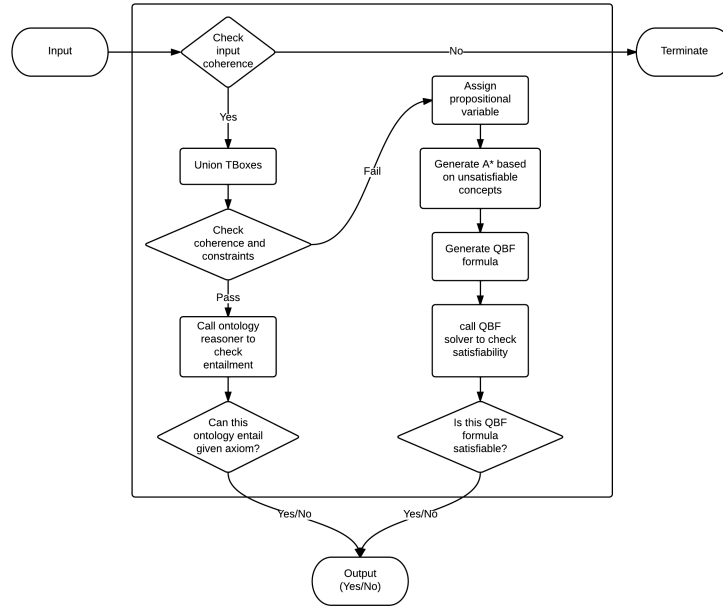 Input
Check
input
coherence
No
Terminate
Yes
Union TBoxes
Check
coherence and
constraints
Fail
Assign
propositional
variable
Generate A* based
on unsatisfiable
concepts
Generate QBF
formula
call QBF
solver to check
satisfiability
Is this QBF
formula
satisfiable?
Pass
Call ontology
reasoner to
check
entailment
Can this
ontology entail
given axiom?
Yes/No
Yes/No
Output
(Yes/No)